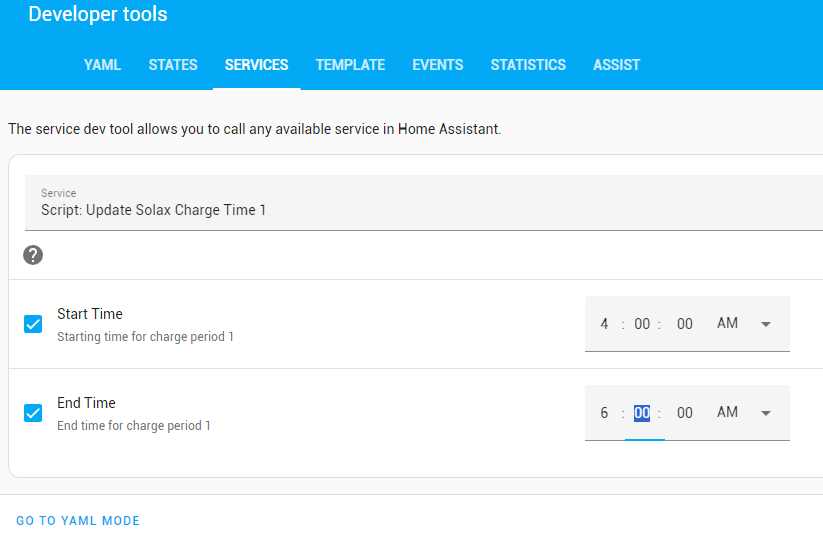 Developer tools
YAML STATES SERVICES TEMPLATE EVENTS STATISTICS ASSIST
The service dev tool allows you to call any available service in Home Assistant.
Service
Script: Update Solax Charge Time 1
?
Start Time
Starting time for charge period 1
4 : 00 : 00 AM
End Time
End time for charge period 1
6 : 00 : 00 AM
GO TO YAML MODE